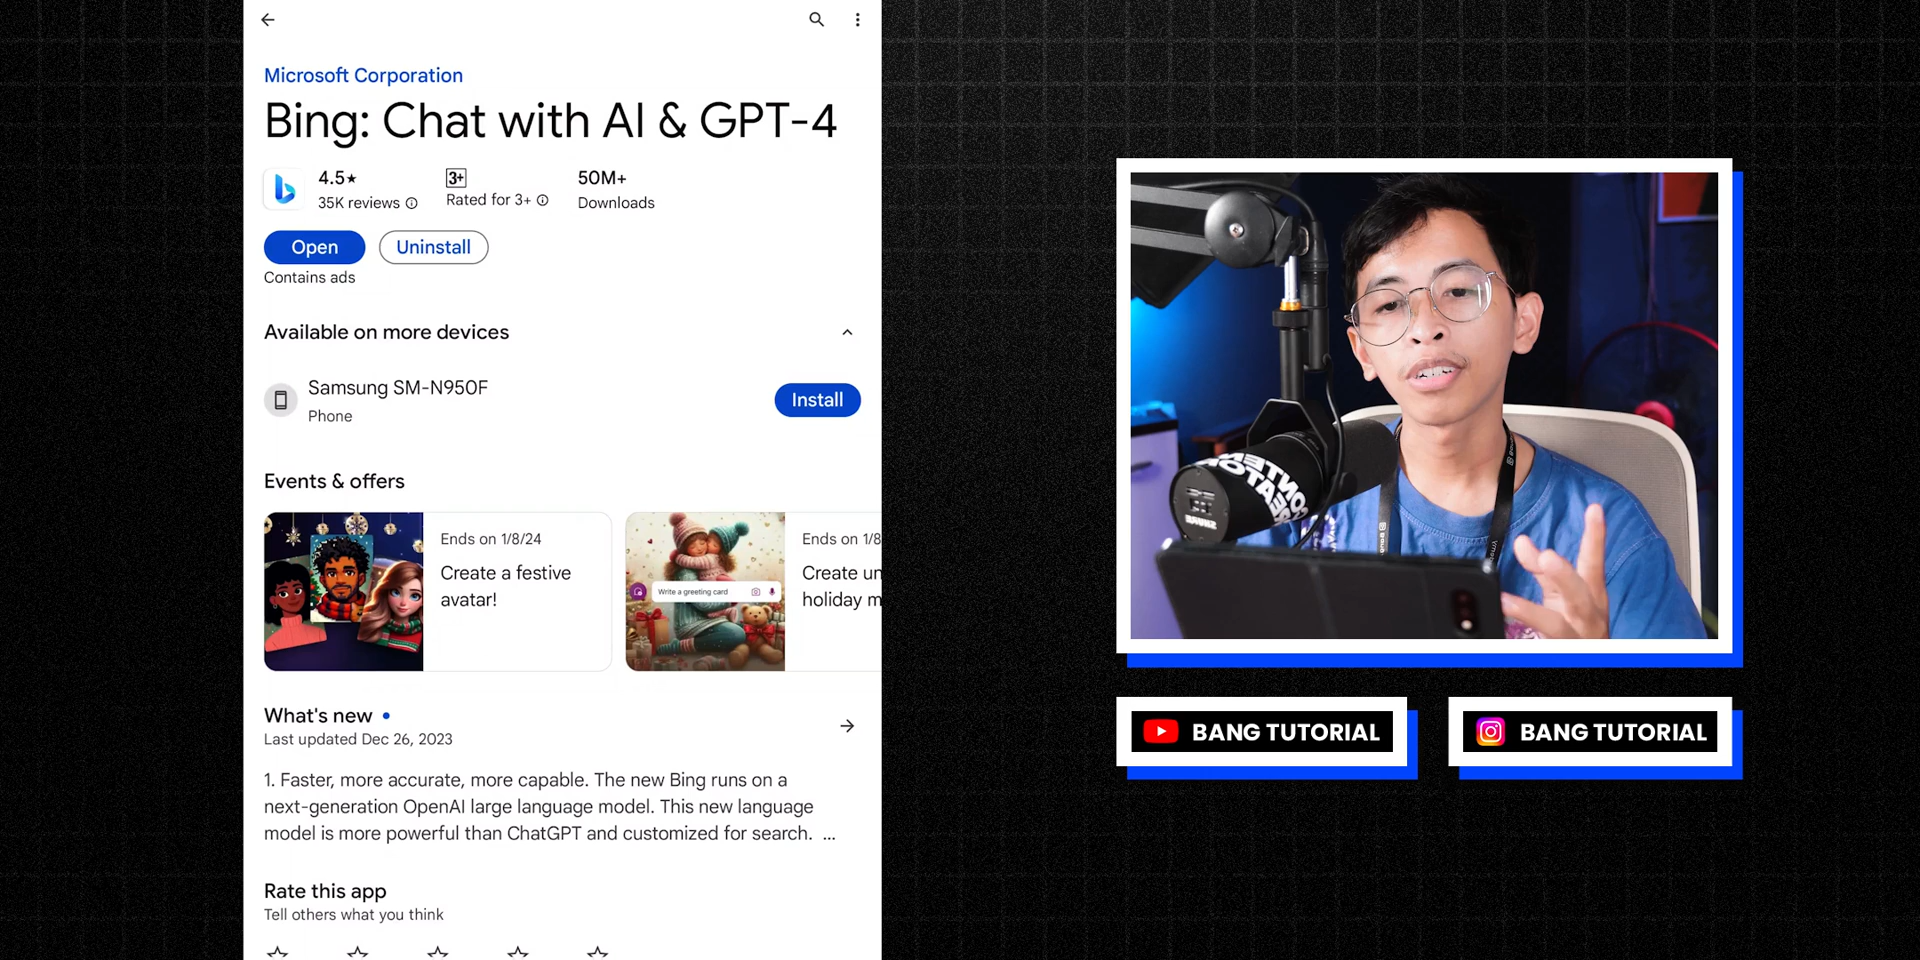 Microsoft Corporation
Bing: Chat with AI & GPT-4
4.5★
35K reviews
3+
Rated for 3+
50M+
Downloads
Open
Uninstall
Contains ads
Available on more devices
Samsung SM-N950F
Phone
Install
Events & offers
Ends on 1/8/24
Create a festive
avatar!
Write a greeting card
Ends on 1/8
Create un
holiday m
What's new
Last updated Dec 26, 2023
1. Faster, more accurate, more capable. The new Bing runs on a
next-generation OpenAI large language model. This new language
model is more powerful than ChatGPT and customized for search. ...
Rate this app
Tell others what you think
CONTEN
CREATOR
SHURE
BANG TUTORIAL
BANG TUTORIAL